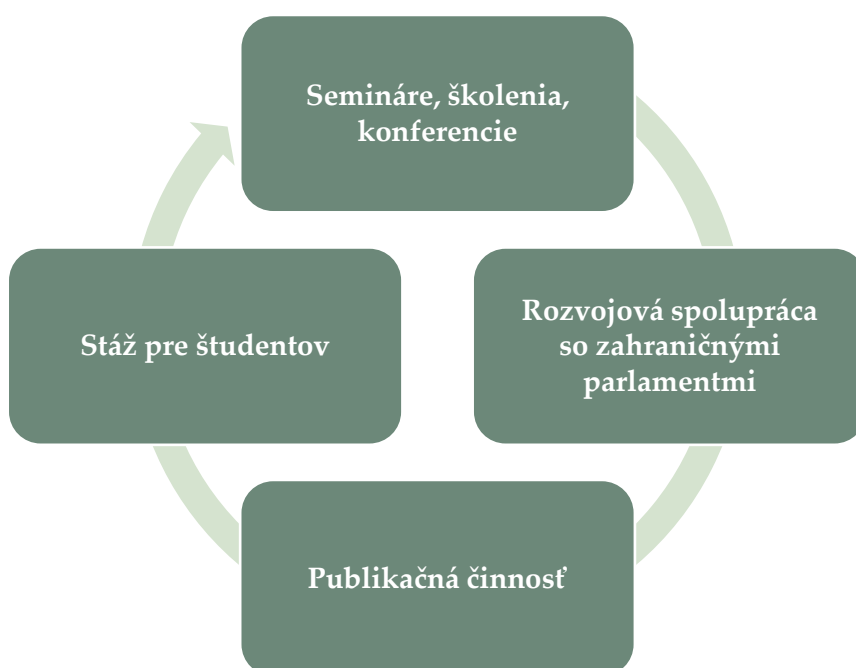 Semináre, školenia,
konferencie
Rozvojová spolupráca
so zahraničnými
parlamentmi
Publikačná činnosť
Stáž pre študentov